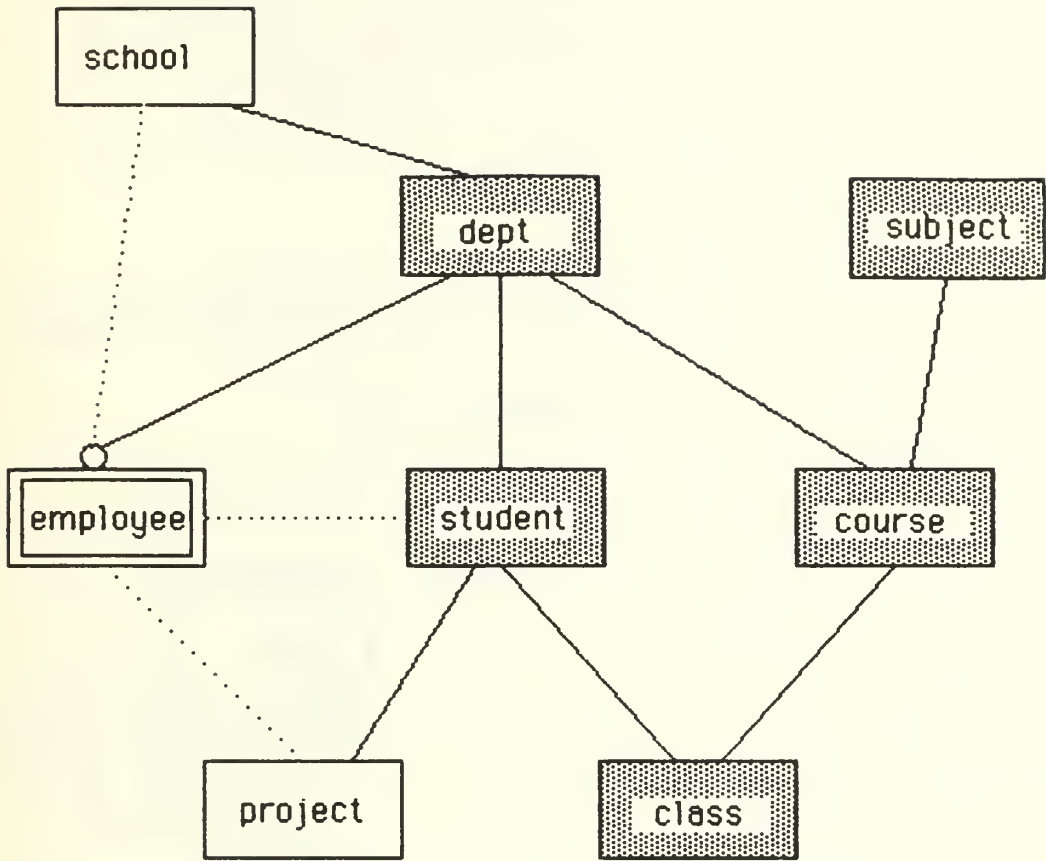 school
dept
subject
employee
student
course
project
class